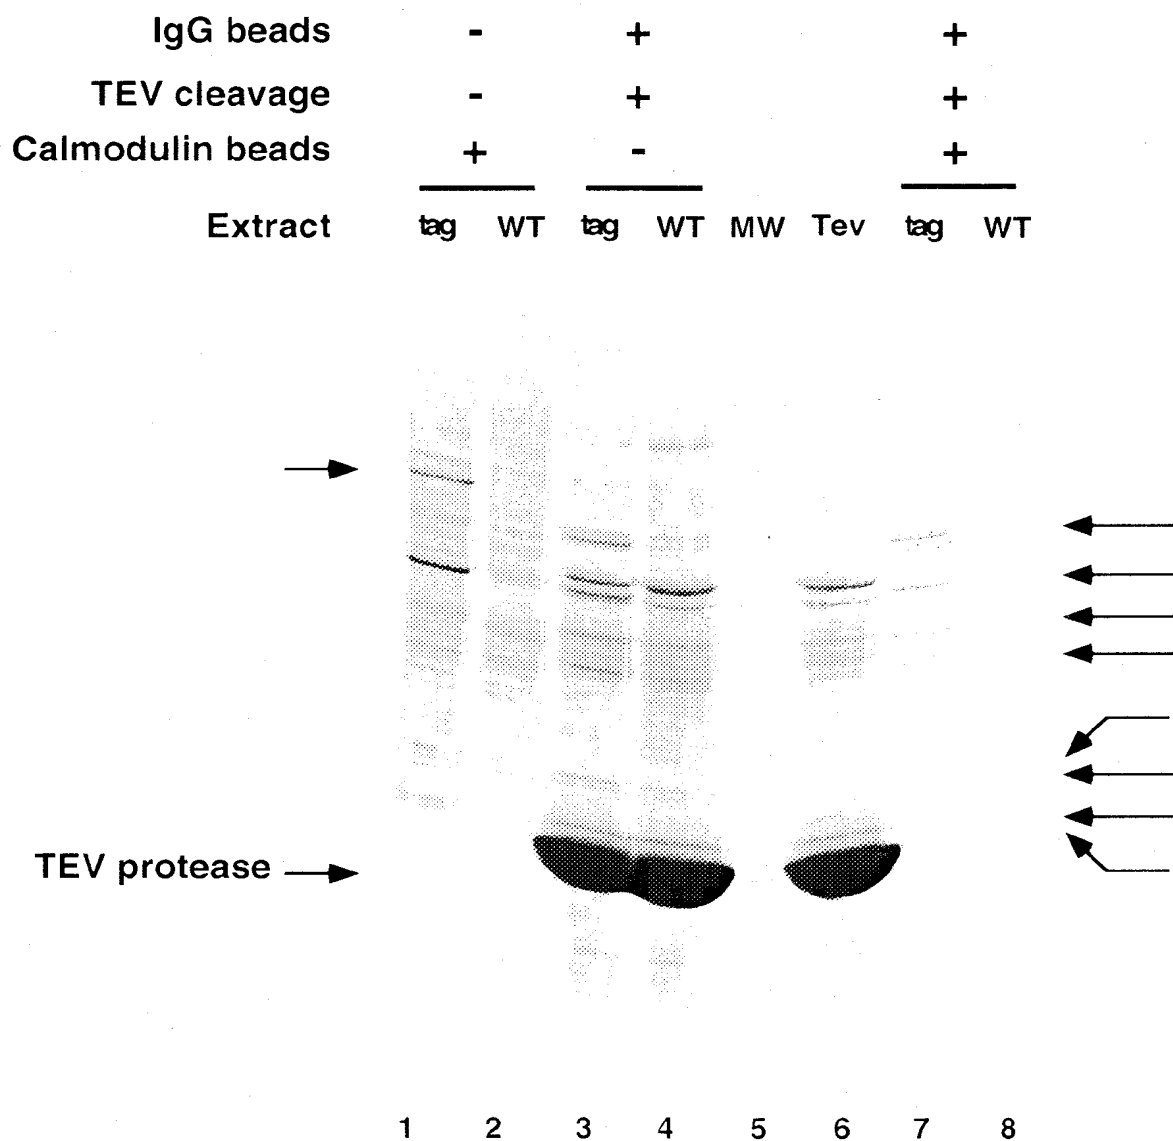 IgG beads - + +
TEV cleavage - + +
Calmodulin beads + - +
Extract tag WT tag WT MW Tev tag WT
TEV protease
1 2 3 4 5 6 7 8